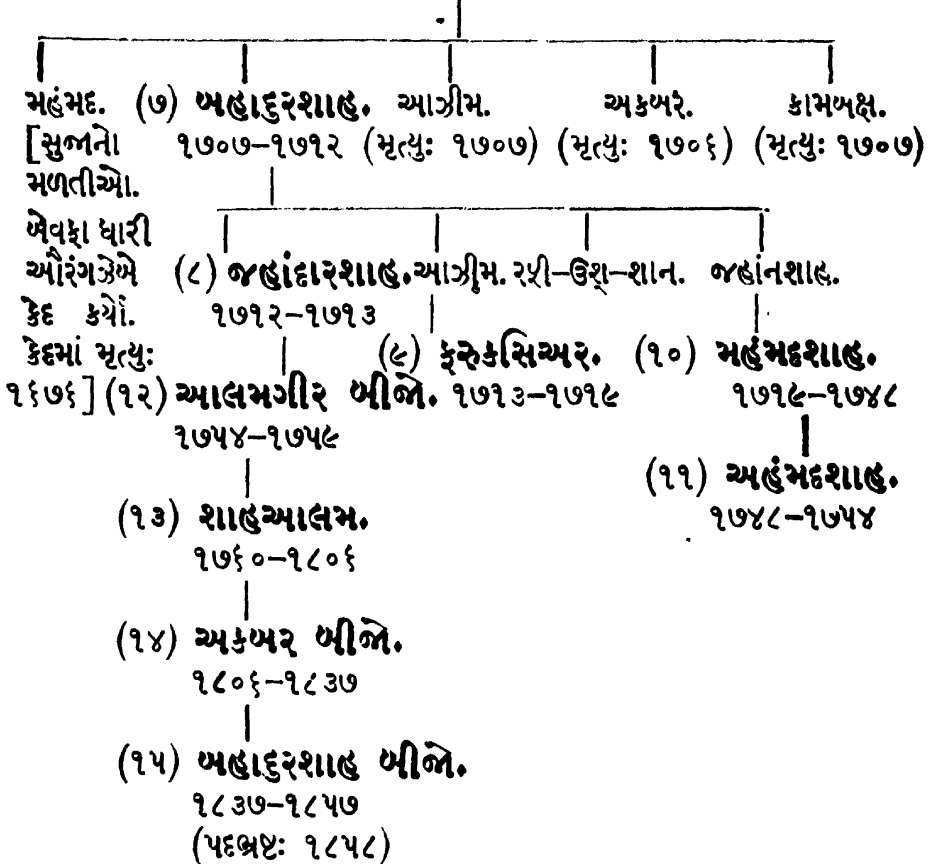 મહંમદ. (૭) બહાદુરશાહ. આઝીમ. અકબર. કામબક્ષ.
[સુજાનો ૧૭૦૭–૧૭૧૨ (મૃત્યુ: ૧૭૦૭) (મૃત્યુ: ૧૭૦૬) (મૃત્યુ: ૧૭૦૭)
મળતીઓ.
બેવફા ધારી
ઔરંગઝેબે (૮) જહાંદારશાહ. આઝીમ. રફી–ઉશ્–શાન. જહાંનશાહ.
કેદ કર્યો. ૧૭૧૨–૧૭૧૩
કેદમાં મૃત્યુ: (૯) ફરુકસિઅર. (૧૦) મહંમદશાહ.
૧૬૭૬] (૧૨) આલમગીર બીજો. ૧૭૧૩–૧૭૧૯ ૧૭૧૯–૧૭૪૮
૧૭૫૪–૧૭૫૯
(૧૧) અહંમદશાહ.
(૧૩) શાહઆલમ. ૧૭૪૮–૧૭૫૪
૧૭૬૦–૧૮૦૬
(૧૪) અકબર બીજો.
૧૮૦૬–૧૮૩૭
(૧૫) બહાદુરશાહ બીજો.
૧૮૩૭–૧૮૫૭
(પદભ્રષ્ટ: ૧૮૫૮)